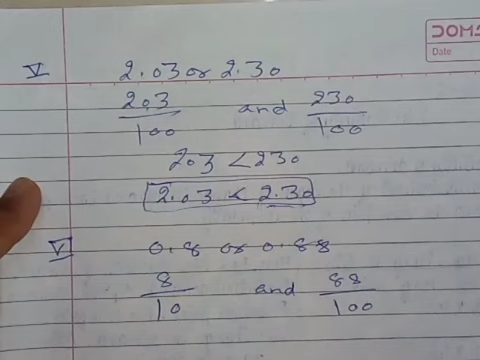 DOMS
Date
V 2.03 or 2.30
203/100 and 230/100
203 < 230
2.03 < 2.30
V 0.8 or 0.88
8/10 and 88/100